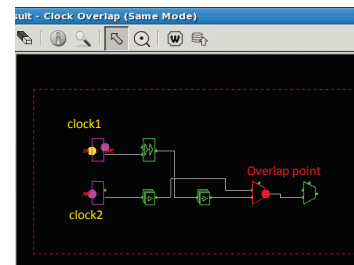 sult - Clock Overlap (Same Mode)
W
clock1
Overlap point
clock2